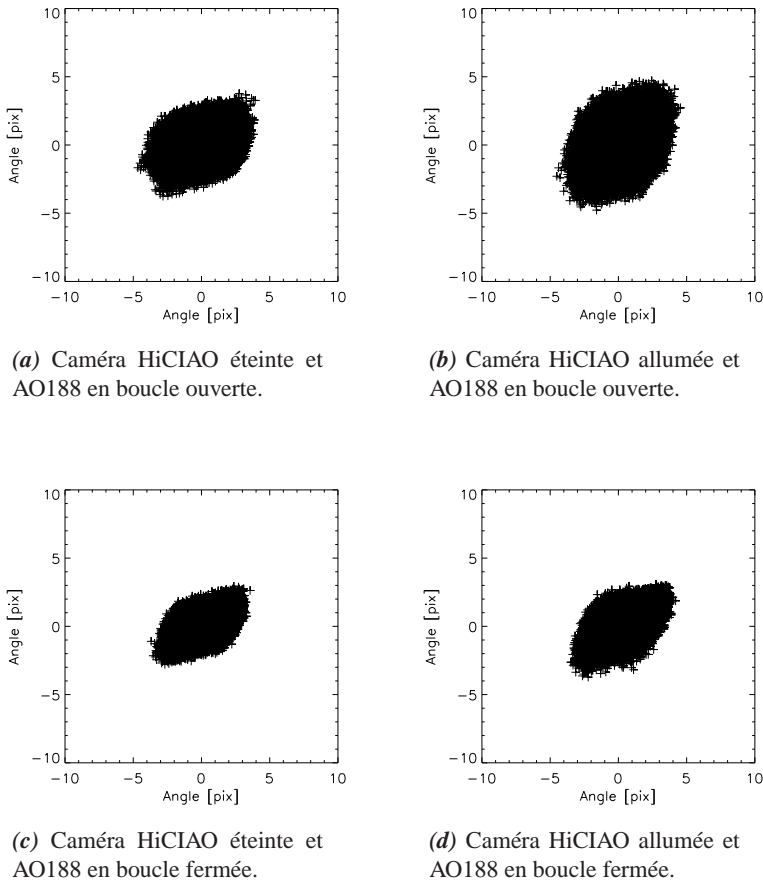 10
5
0
−5
−10
Angle [pix]
−10 −5 0 5 10
Angle [pix]
(a) Caméra HiCIAO éteinte et
AO188 en boucle ouverte.
10
5
0
−5
−10
Angle [pix]
−10 −5 0 5 10
Angle [pix]
(b) Caméra HiCIAO allumée et
AO188 en boucle ouverte.
10
5
0
−5
−10
Angle [pix]
−10 −5 0 5 10
Angle [pix]
(c) Caméra HiCIAO éteinte et
AO188 en boucle fermée.
10
5
0
−5
−10
Angle [pix]
−10 −5 0 5 10
Angle [pix]
(d) Caméra HiCIAO allumée et
AO188 en boucle fermée.